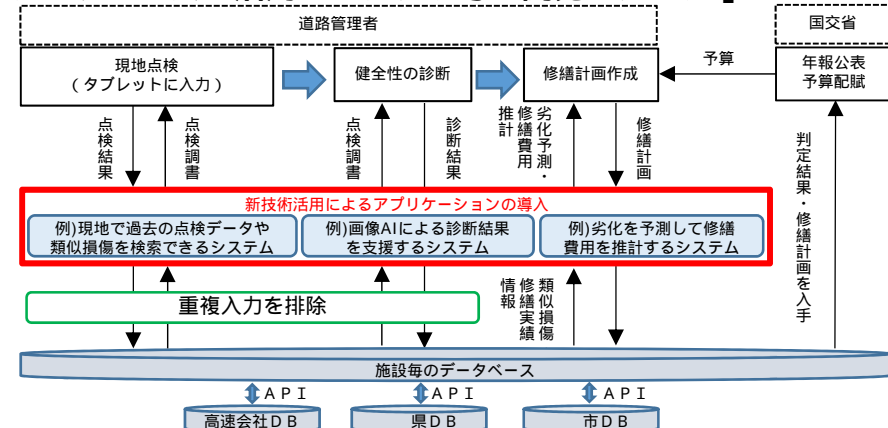 道路管理者
国交省
現地点検
(タブレットに入力)
健全性の診断
修繕計画作成
予算
年報公表
予算配賦
点検結果
点検調書
点検調書
診断結果
劣化予測・
修繕費用
推計
修繕計画
判定結果・修繕計画を入手
新技術活用によるアプリケーションの導入
例)現地で過去の点検データや
類似損傷を検索できるシステム
例)画像AIによる診断結果
を支援するシステム
例)劣化を予測して修繕
費用を推計するシステム
重複入力を排除
類似損傷
修繕実績
情報
施設毎のデータベース
API
API
API
高速会社DB
県DB
市DB